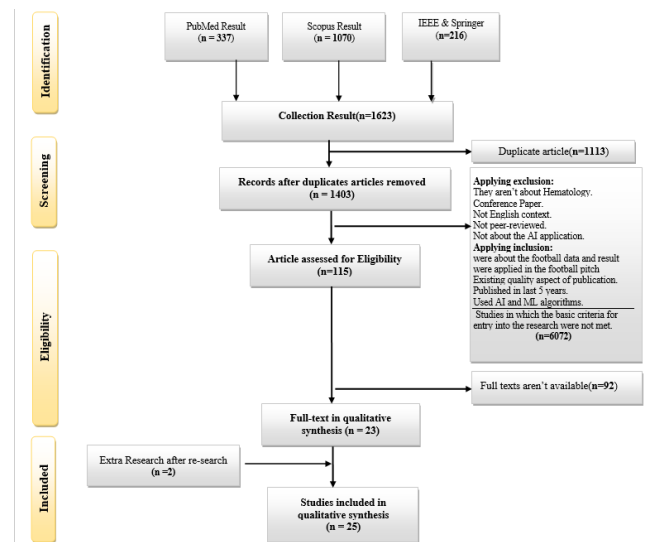 Identification
PubMed Result
(n = 337)
Scopus Result
(n = 1070)
IEEE & Springer
(n=216)
Collection Result(n=1623)
Screening
Duplicate article(n=1113)
Records after duplicates articles removed
(n = 1403)
Applying exclusion:
They aren’t about Hematology.
Conference Paper.
Not English context.
Not peer-reviewed.
Not about the AI application.
Applying inclusion:
were about the football data and result
were applied in the football pitch
Existing quality aspect of publication.
Published in last 5 years.
Used AI and ML algorithms.
Studies in which the basic criteria for
entry into the research were not met.
(n=6072)
Article assessed for Eligibility
(n=115)
Eligibility
Full texts aren’t available(n=92)
Full-text in qualitative
synthesis (n = 23)
Included
Extra Research after re-search
(n =2)
Studies included in
qualitative synthesis
(n = 25)